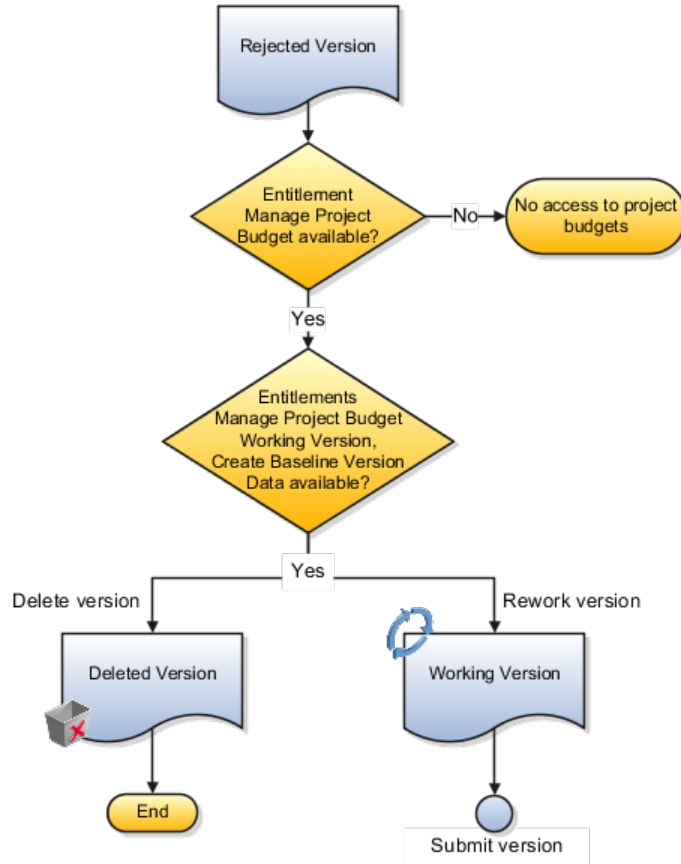 Rejected Version
Entitlement
Manage Project
Budget available?
No
No access to project
budgets
Yes
Entitlements
Manage Project Budget
Working Version,
Create Baseline Version
Data available?
Yes
Delete version
Rework version
Deleted Version
Working Version
End
Submit version